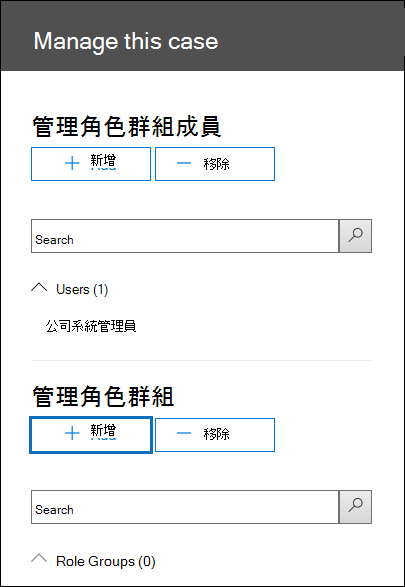 Manage this case
管理角色群組成員
新增 移除
Search
Users (1)
公司系統管理員
管理角色群組
新增 移除
Search
Role Groups (0)